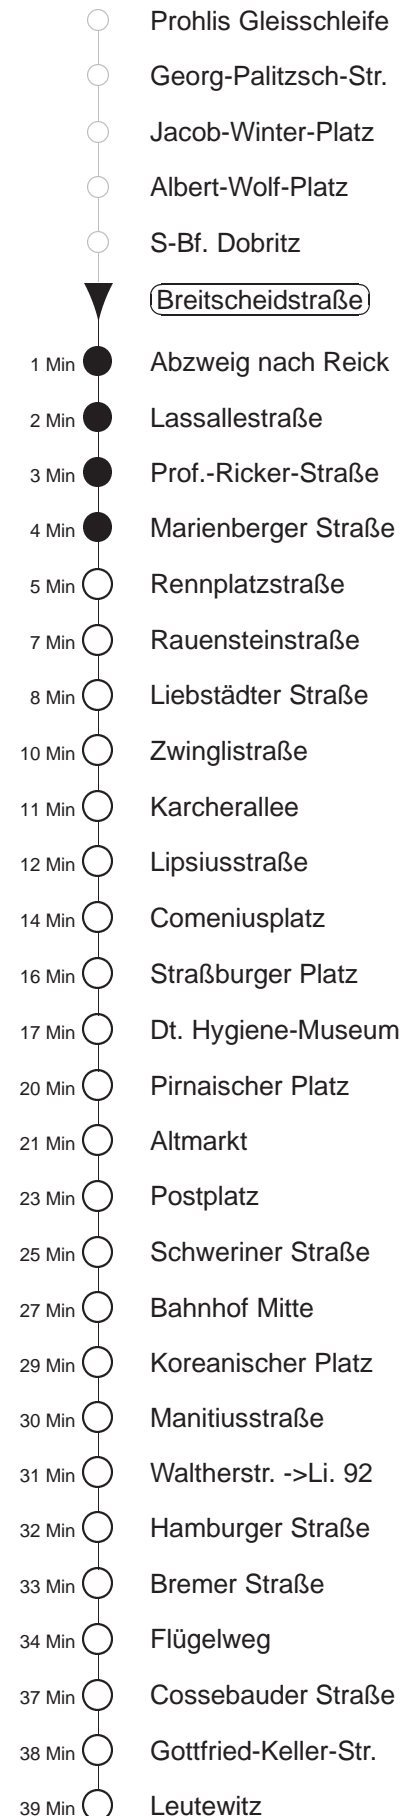 Prohlis Gleisschleife
Georg-Palitzsch-Str.
Jacob-Winter-Platz
Albert-Wolf-Platz
S-Bf. Dobritz
Breitscheidstraße
1 Min Abzweig nach Reick
2 Min Lassallestraße
3 Min Prof.-Ricker-Straße
4 Min Marienberger Straße
5 Min Rennplatzstraße
7 Min Rauensteinstraße
8 Min Liebstädter Straße
10 Min Zwinglistraße
11 Min Karcherallee
12 Min Lipsiusstraße
14 Min Comeniusplatz
16 Min Straßburger Platz
17 Min Dt. Hygiene-Museum
20 Min Pirnaischer Platz
21 Min Altmarkt
23 Min Postplatz
25 Min Schweriner Straße
27 Min Bahnhof Mitte
29 Min Koreanischer Platz
30 Min Manitiusstraße
31 Min Waltherstr. ->Li. 92
32 Min Hamburger Straße
33 Min Bremer Straße
34 Min Flügelweg
37 Min Cossebauder Straße
38 Min Gottfried-Keller-Str.
39 Min Leutewitz